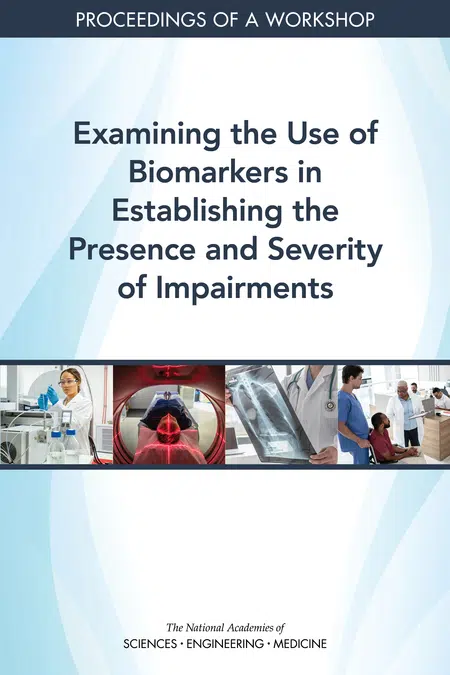 PROCEEDINGS OF A WORKSHOP
Examining the Use of
Biomarkers in
Establishing the
Presence and Severity
of Impairments
The National Academies of
SCIENCES · ENGINEERING · MEDICINE